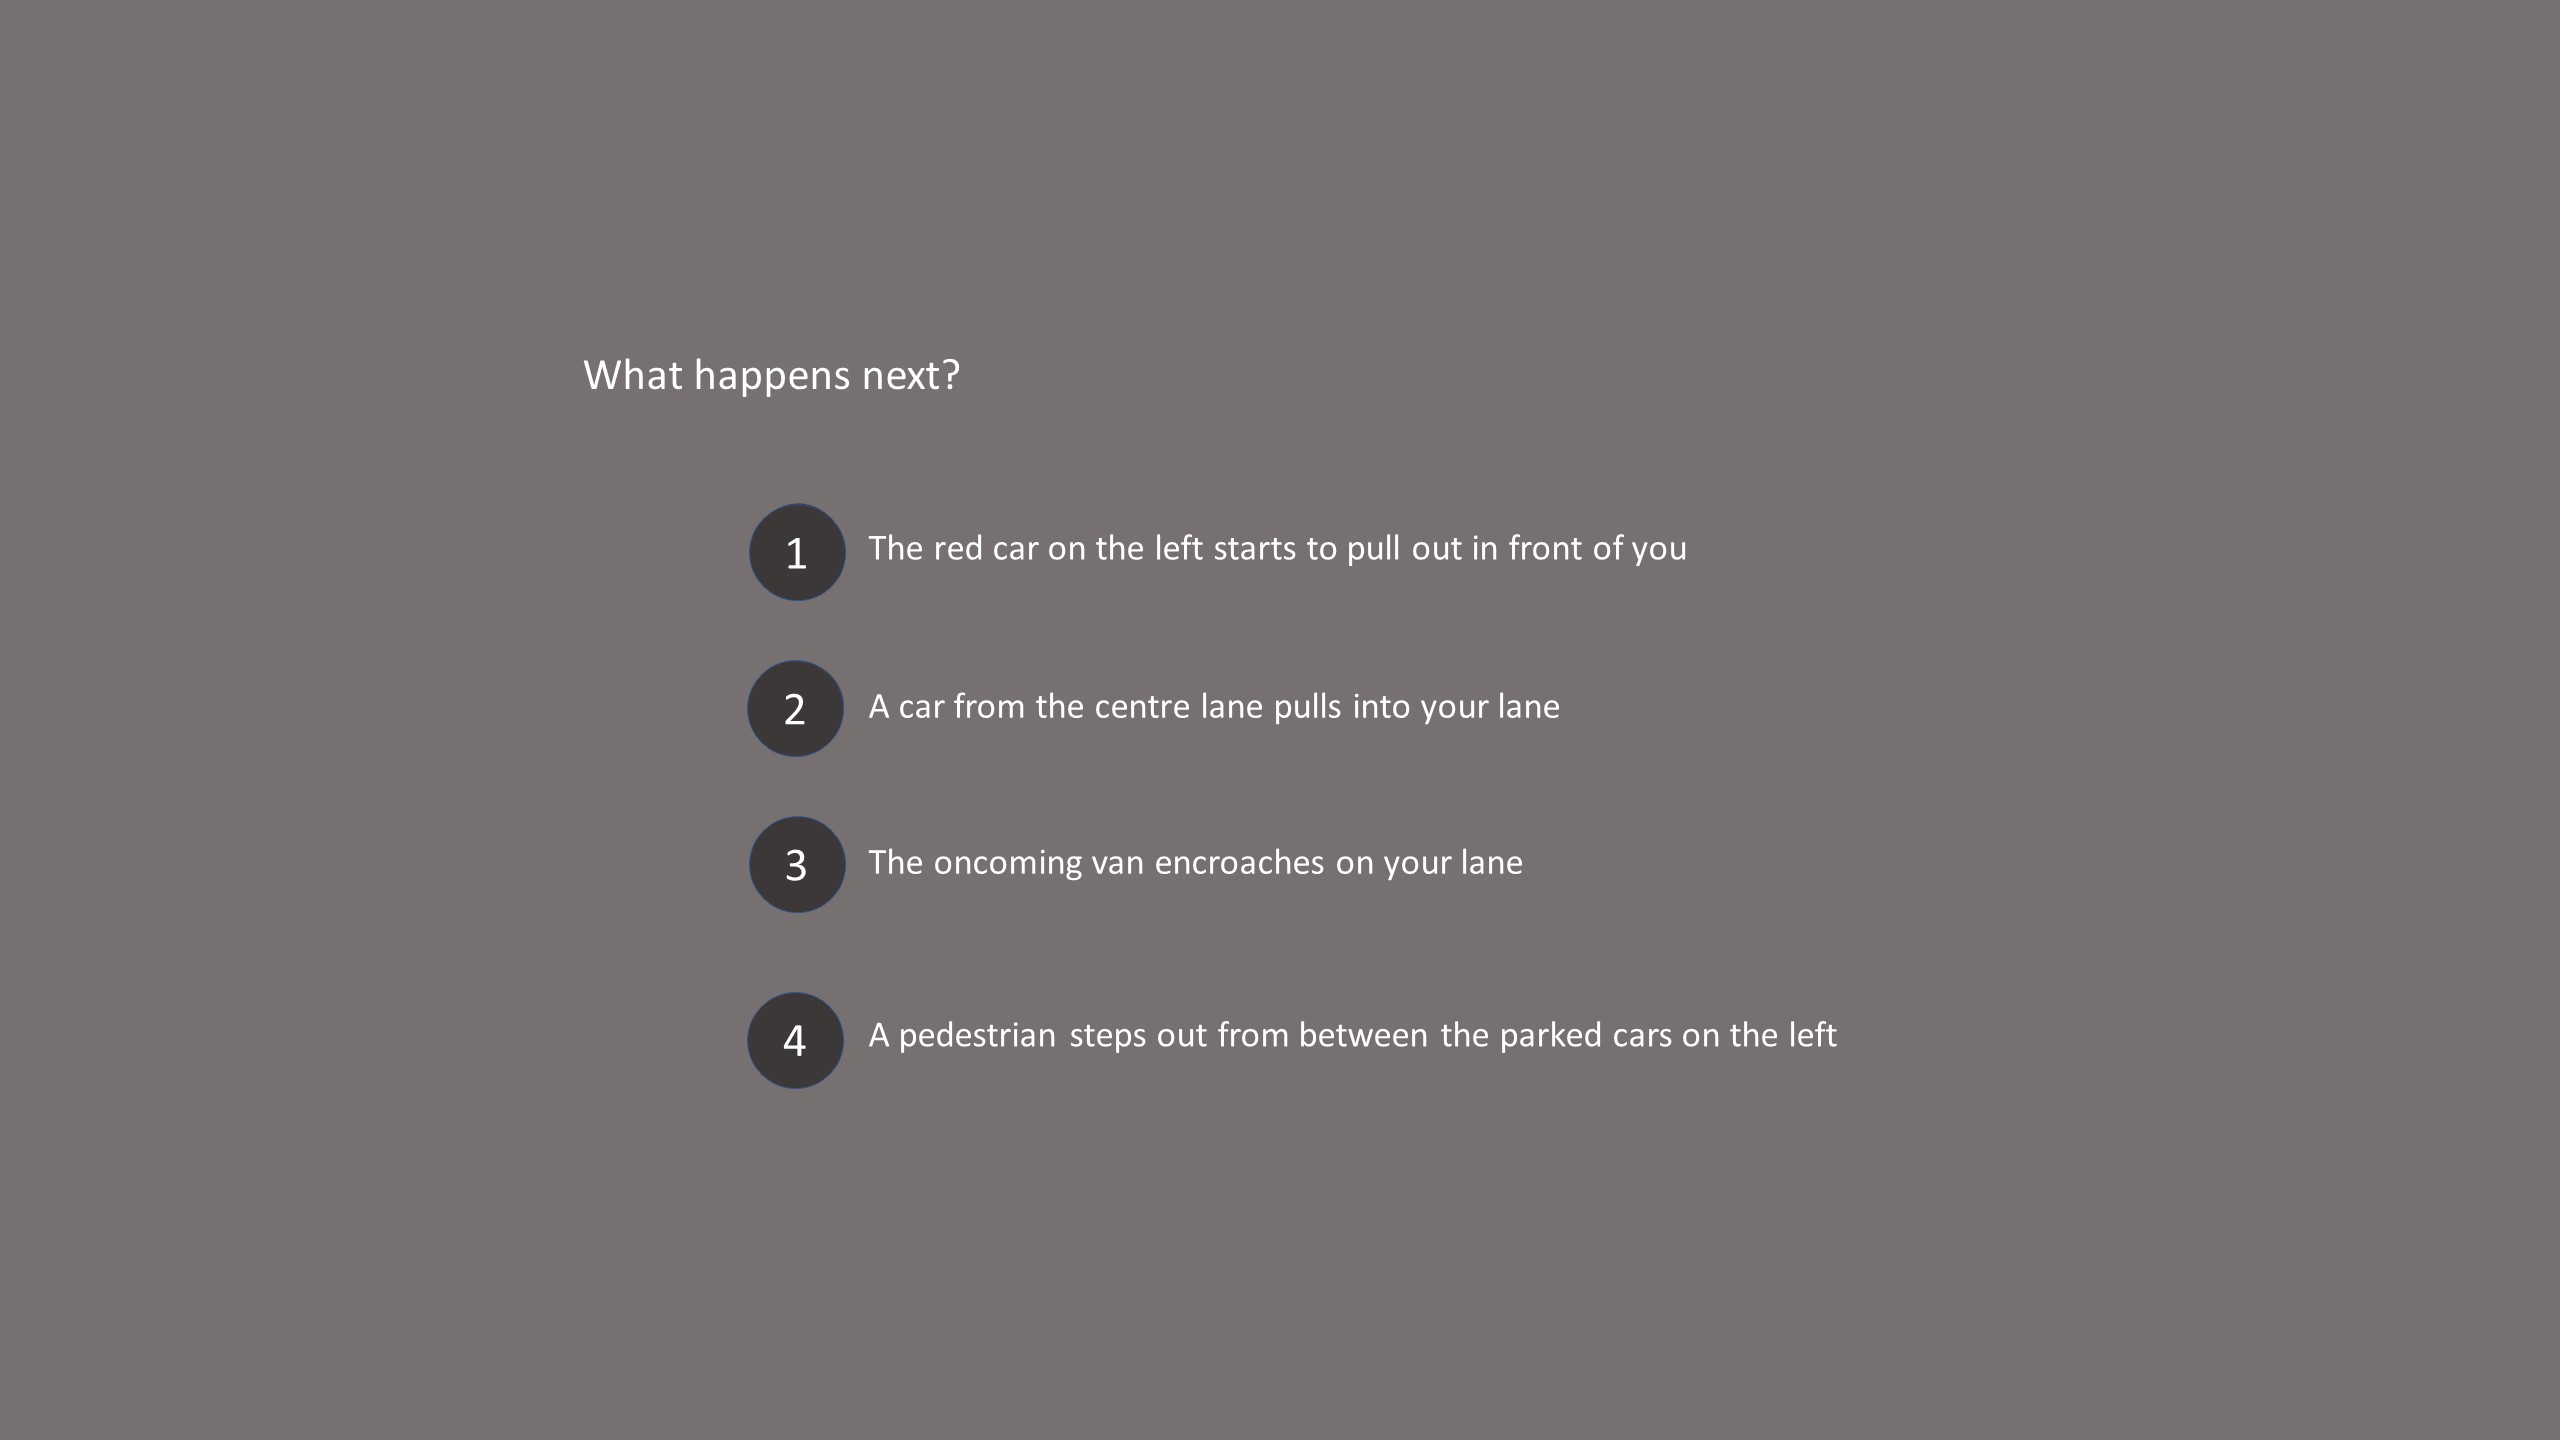 What happens next?
1 The red car on the left starts to pull out in front of you
2 A car from the centre lane pulls into your lane
3 The oncoming van encroaches on your lane
4 A pedestrian steps out from between the parked cars on the left